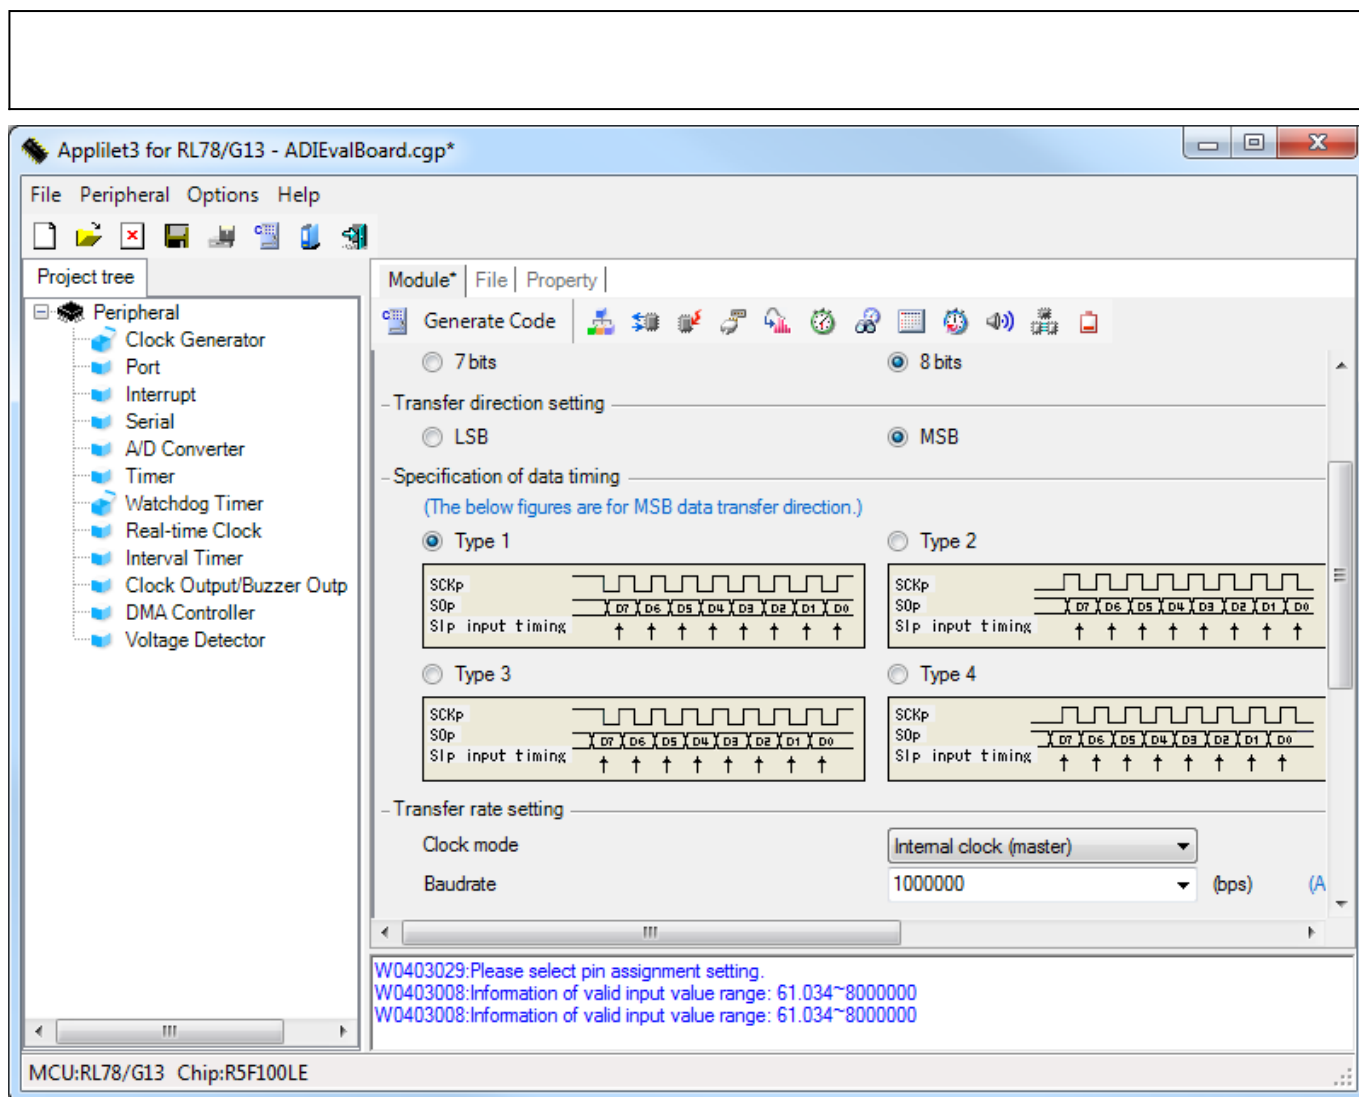 Applilet3 for RL78/G13 - ADIEvalBoard.cgp*
File Peripheral Options Help
Project tree
Peripheral
Clock Generator
Port
Interrupt
Serial
A/D Converter
Timer
Watchdog Timer
Real-time Clock
Interval Timer
Clock Output/Buzzer Outp
DMA Controller
Voltage Detector
Module* File Property
Generate Code
7 bits 8 bits
Transfer direction setting
LSB MSB
Specification of data timing
(The below figures are for MSB data transfer direction.)
Type 1 Type 2
SCKp SCKp
SOp D7 D6 D5 D4 D3 D2 D1 D0 SOp D7 D6 D5 D4 D3 D2 D1 D0
SIp input timing SIp input timing
Type 3 Type 4
SCKp SCKp
SOp D7 D6 D5 D4 D3 D2 D1 D0 SOp D7 D6 D5 D4 D3 D2 D1 D0
SIp input timing SIp input timing
Transfer rate setting
Clock mode Internal clock (master)
Baudrate 1000000 (bps) (A
W0403029:Please select pin assignment setting.
W0403008:Information of valid input value range: 61.034~8000000
W0403008:Information of valid input value range: 61.034~8000000
MCU:RL78/G13 Chip:R5F100LE